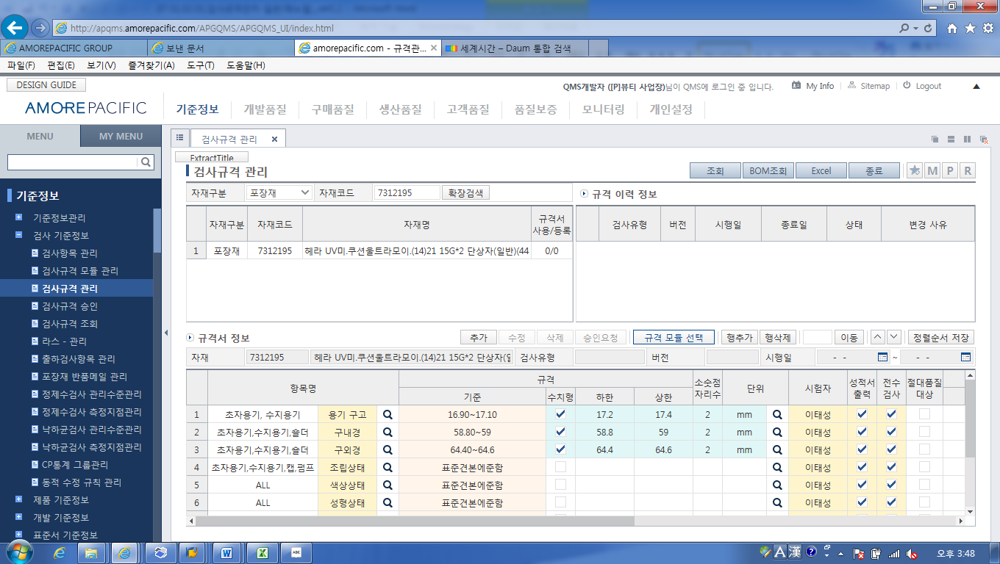 http://apqms.amorepacific.com/APGQMS/APGQMS_UI/index.html
AMOREPACIFIC GROUP
보낸 문서
amorepacific.com - 규격관...
세계시간 – Daum 통합 검색
파일(F) 편집(E) 보기(V) 즐겨찾기(A) 도구(T) 도움말(H)
DESIGN GUIDE
QMS개발자 ([P]뷰티 사업장)님이 QMS에 로그인 중 입니다. My Info Sitemap Logout
AMOREPACIFIC
기준정보 개발품질 구매품질 생산품질 고객품질 품질보증 모니터링 개인설정
MENU MY MENU
검사규격 관리
ExtractTitle
검사규격 관리
조회 BOM조회 Excel 종료 M P R
자재구분 포장재 자재코드 7312195 확장검색
규격 이력 정보
자재구분 자재코드 자재명 규격서 사용/등록
1 포장재 7312195 헤라 UV미.쿠션울트라모이.(14)21 15G*2 단상자(일반)(44 0/0
검사유형 버전 시행일 종료일 상태 변경 사유
기준정보
기준정보관리
검사 기준정보
검사항목 관리
검사규격 모듈 관리
검사규격 관리
검사규격 승인
검사규격 조회
라스 - 관리
출하검사항목 관리
포장재 반품메일 관리
정제수검사 관리수준관리
정제수검사 측정지점관리
낙하균검사 관리수준관리
낙하균검사 측정지점관리
CP통계 그룹관리
동적 수정 규칙 관리
제품 기준정보
개발 기준정보
표준서 기준정보
규격서 정보
추가 수정 삭제 승인요청 규격 모듈 선택 행추가 행삭제 이동 정렬순서 저장
자재 7312195 헤라 UV미.쿠션울트라모이.(14)21 15G*2 단상자(일 검사유형 버전 시행일 - - ~ - -
항목명 규격 소숫점 자리수 단위 시험자 성적서 출력 전수 검사 절대품질 대상
기준 수치형 하한 상한
1 초자용기, 수지용기 용기 구고 16.90~17.10 17.2 17.4 2 mm 이태성
2 초자용기,수지용기,숄더 구내경 58.80~59 58.8 59 2 mm 이태성
3 초자용기,수지용기,숄더 구외경 64.40~64.6 64.4 64.6 2 mm 이태성
4 초자용기,수지용기,캡,펌프 조립상태 표준견본에준함 이태성
5 ALL 색상상태 표준견본에준함 이태성
6 ALL 성형상태 표준견본에준함 이태성
A 漢 오후 3:48